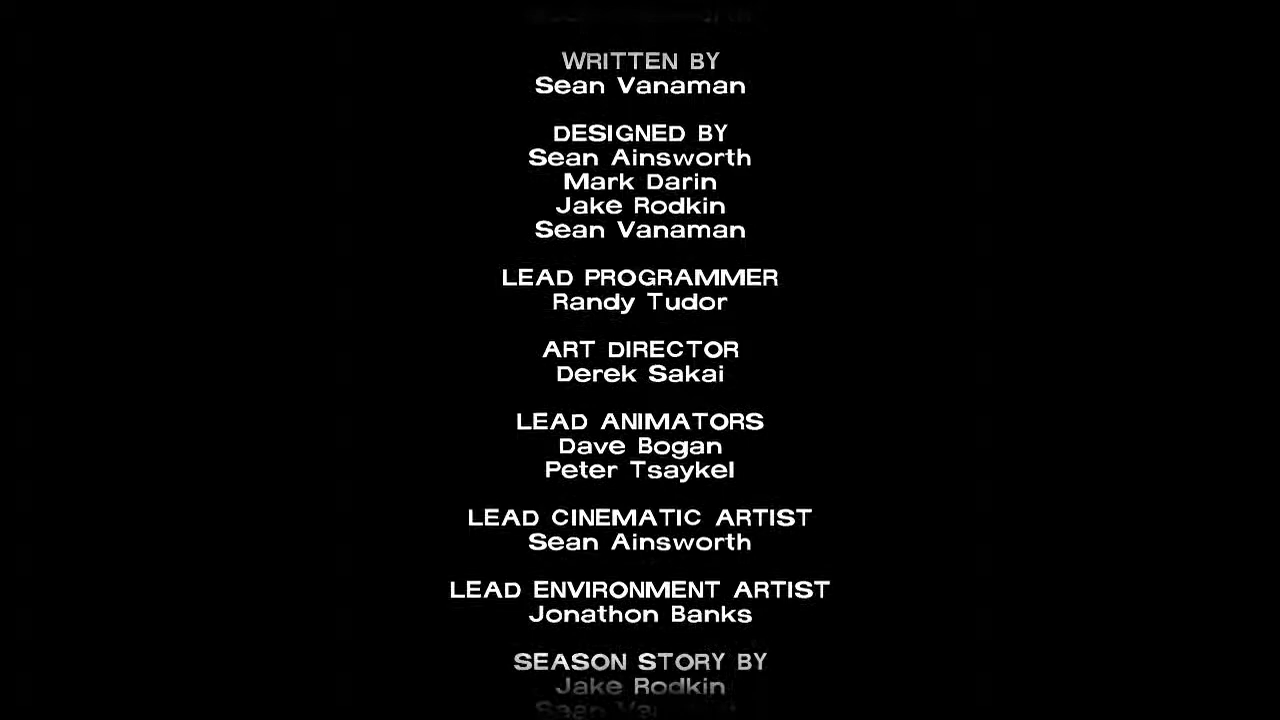 WRITTEN BY
Sean Vanaman
DESIGNED BY
Sean Ainsworth
Mark Darin
Jake Rodkin
Sean Vanaman
LEAD PROGRAMMER
Randy Tudor
ART DIRECTOR
Derek Sakai
LEAD ANIMATORS
Dave Bogan
Peter Tsaykel
LEAD CINEMATIC ARTIST
Sean Ainsworth
LEAD ENVIRONMENT ARTIST
Jonathon Banks
SEASON STORY BY
Jake Rodkin
Sean